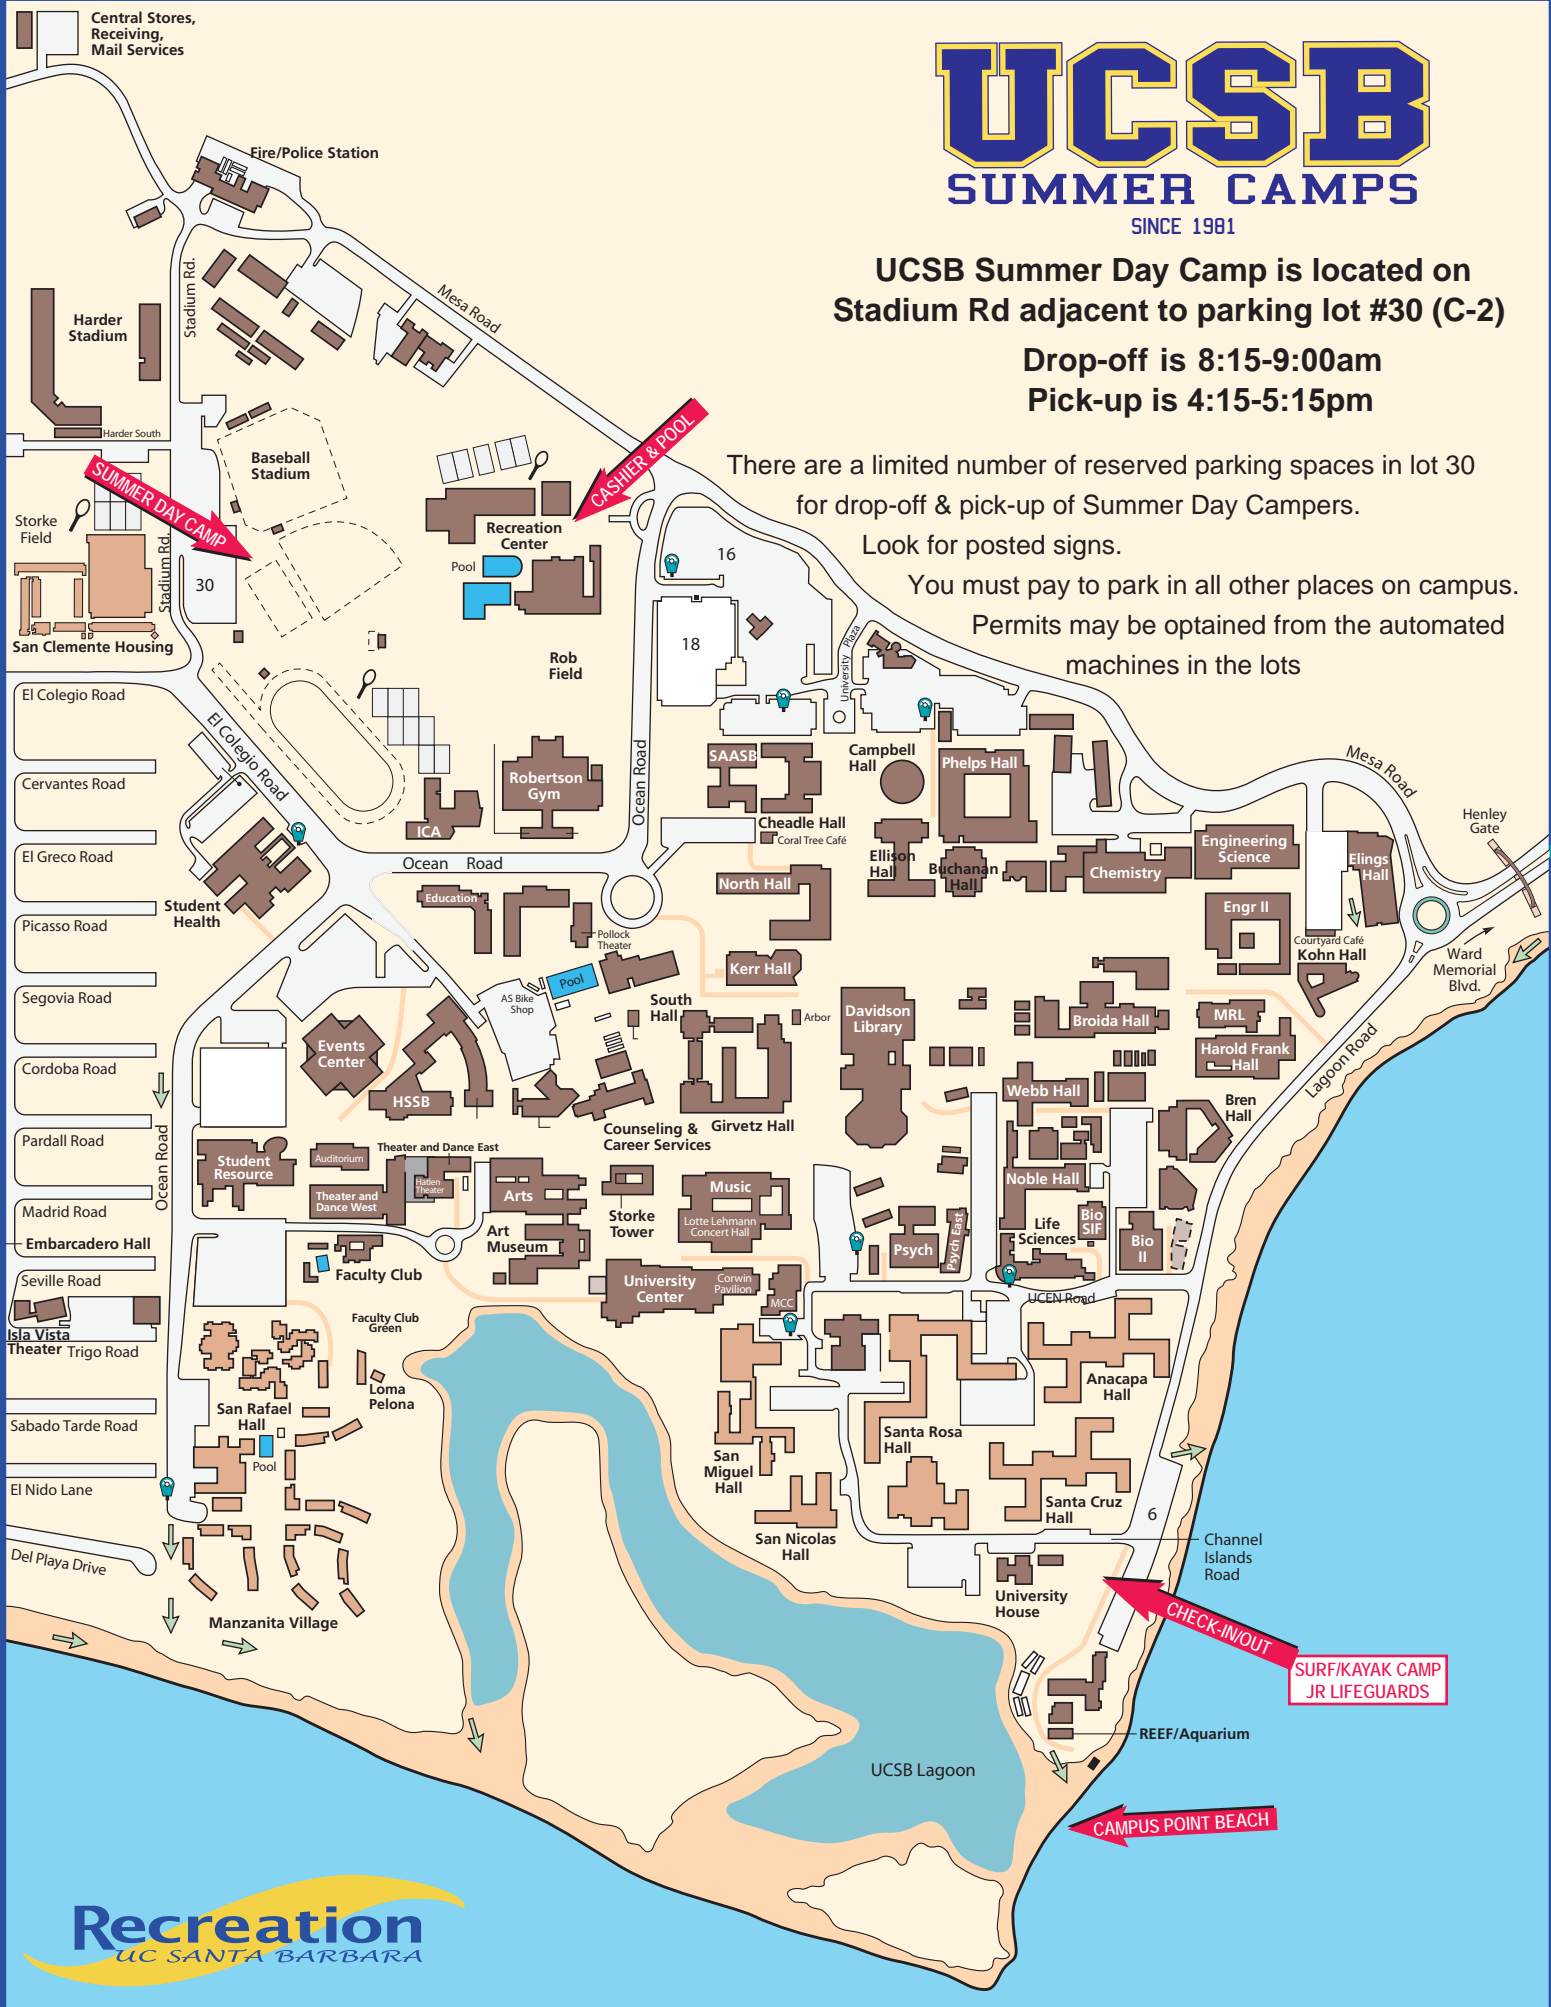 Central Stores,
Receiving,
Mail Services
UCSB
SUMMER CAMPS
SINCE 1981
UCSB Summer Day Camp is located on
Stadium Rd adjacent to parking lot #30 (C-2)
Drop-off is 8:15-9:00am
Pick-up is 4:15-5:15pm
There are a limited number of reserved parking spaces in lot 30
for drop-off & pick-up of Summer Day Campers.
Look for posted signs.
You must pay to park in all other places on campus.
Permits may be optained from the automated
machines in the lots
Fire/Police Station
Stadium Rd.
Mesa Road
Harder
Stadium
Harder South
Baseball
Stadium
SUMMER DAY CAMP
CASHIER & POOL
Storke
Field
Stadium Rd.
30
Recreation
Center
Pool
16
18
San Clemente Housing
Rob
Field
University Plaza
El Colegio Road
El Colegio Road
Cervantes Road
El Greco Road
Picasso Road
Segovia Road
Cordoba Road
Pardall Road
Madrid Road
Embarcadero Hall
Seville Road
Isla Vista
Theater
Trigo Road
Sabado Tarde Road
El Nido Lane
Del Playa Drive
ICA
Robertson
Gym
Ocean Road
SAASB
Cheadle Hall
Coral Tree Café
Campbell
Hall
Phelps Hall
Mesa Road
Henley
Gate
Ocean Road
Ellison
Hall
Buchanan
Hall
Chemistry
Engineering
Science
Elings
Hall
Student
Health
Education
Pollock
Theater
North Hall
Engr II
Courtyard Café
Kohn Hall
Ward
Memorial
Blvd.
Kerr Hall
Pool
AS Bike
Shop
South
Hall
Arbor
Davidson
Library
Broida Hall
MRL
Harold Frank
Hall
Lagoon Road
Events
Center
HSSB
Webb Hall
Bren
Hall
Counseling &
Career Services
Girvetz Hall
Ocean Road
Student
Resource
Auditorium
Theater and Dance East
Hatlen
Theater
Theater and
Dance West
Arts
Storke
Tower
Music
Lotte Lehmann
Concert Hall
Noble Hall
Life
Sciences
Bio
SIF
Bio
II
Psych
Psych East
Art
Museum
Faculty Club
University
Center
Corwin
Pavilion
MCC
UCEN Road
Faculty Club
Green
Loma
Pelona
San Rafael
Hall
Pool
Anacapa
Hall
Santa Rosa
Hall
San
Miguel
Hall
Santa Cruz
Hall
San Nicolas
Hall
6
Channel
Islands
Road
University
House
Manzanita Village
CHECK-IN/OUT
SURF/KAYAK CAMP
JR LIFEGUARDS
REEF/Aquarium
UCSB Lagoon
CAMPUS POINT BEACH
Recreation
UC SANTA BARBARA